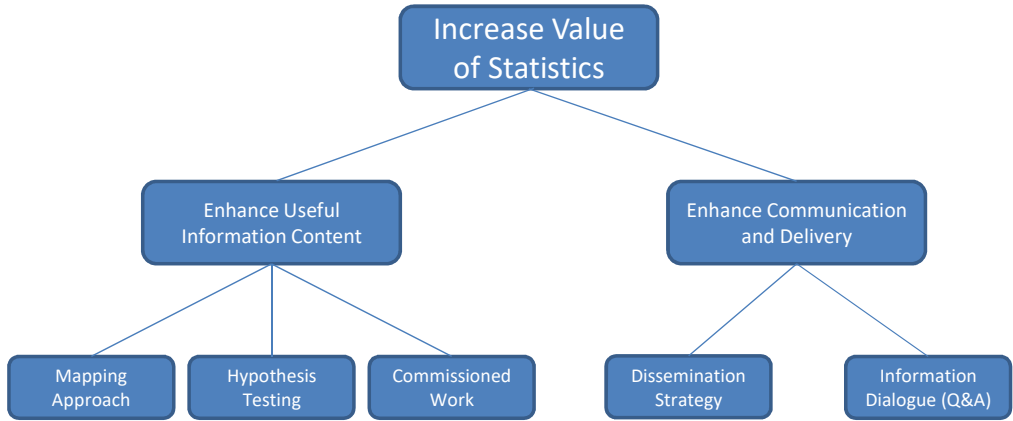 Increase Value
of Statistics
Enhance Useful
Information Content
Enhance Communication
and Delivery
Mapping
Approach
Hypothesis
Testing
Commissioned
Work
Dissemination
Strategy
Information
Dialogue (Q&A)